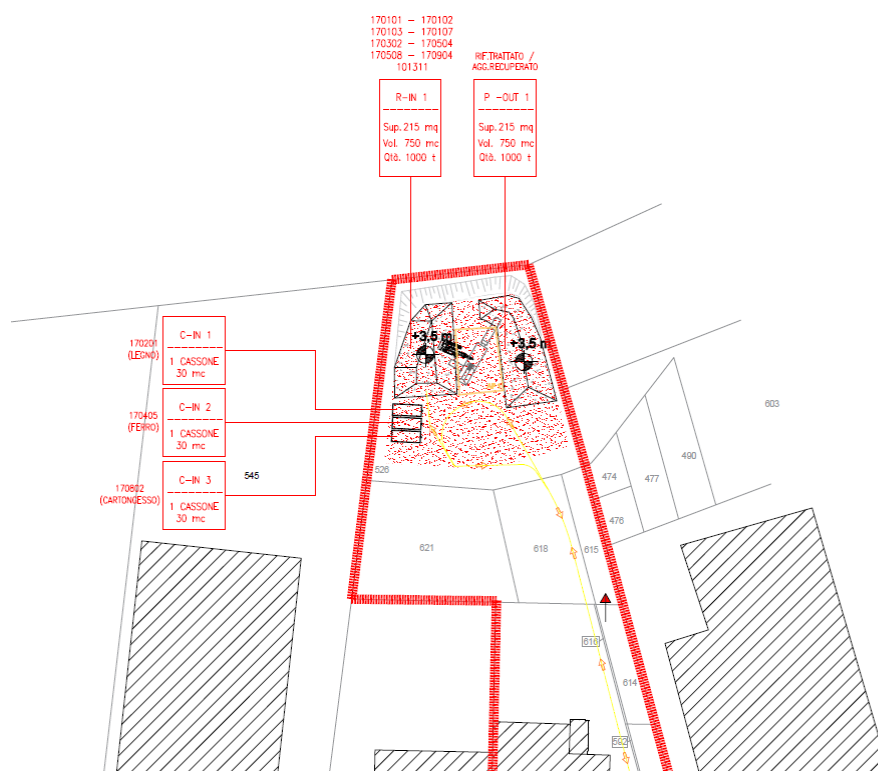 170101 – 170102
170103 – 170107
170302 – 170504
170508 – 170904
101311
RIF.TRATTATO /
AGG.RECUPERATO
R-IN 1
Sup.215 mq
Vol. 750 mc
Qtà. 1000 t
P -OUT 1
Sup.215 mq
Vol. 750 mc
Qtà. 1000 t
+3,5 m
+3,5 m
170201
(LEGNO)
C-IN 1
1 CASSONE
30 mc
170405
(FERRO)
C-IN 2
1 CASSONE
30 mc
170802
(CARTONGESSO)
C-IN 3
1 CASSONE
30 mc
545
526
603
490
477
474
476
621
618
615
616
614
592